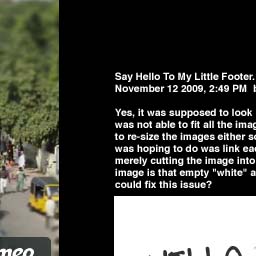 Say Hello To My Little Footer.
November 12 2009, 2:49 PM
Yes, it was supposed to look
was not able to fit all the
to re-size the images either
was hoping to do was link
merely cutting the image into
image is that empty "white"
could fix this issue?